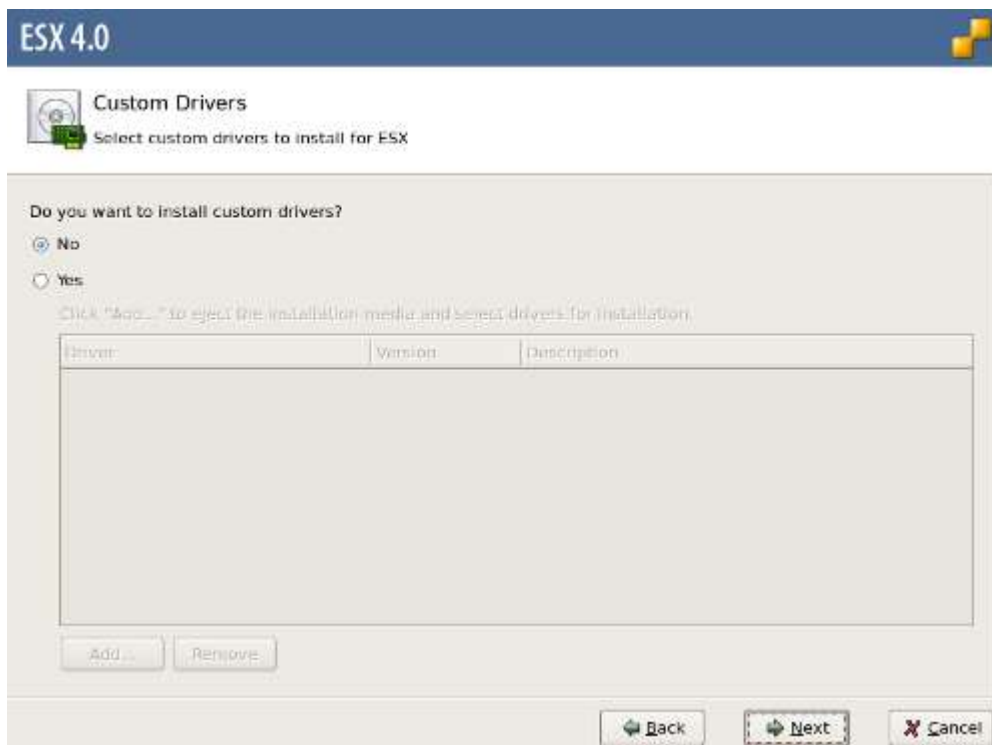 ESX 4.0
Custom Drivers
Select custom drivers to install for ESX
Do you want to install custom drivers?
No
Yes
Click "Add..." to eject the installation media and select drivers for installation.
Driver Version Description
Add... Remove
Back Next Cancel